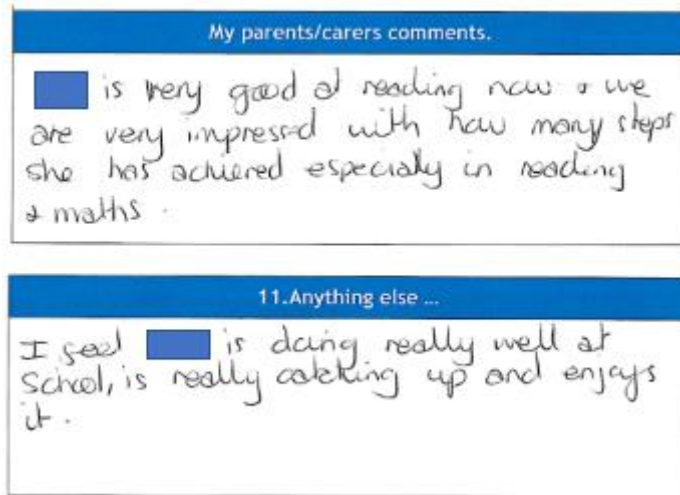 My parents/carers comments.
is very good at reading now & we
are very impressed with how many steps
she has achieved especially in reading
& maths.
11.Anything else ...
I feel is doing really well at
School, is really catching up and enjoys
it.